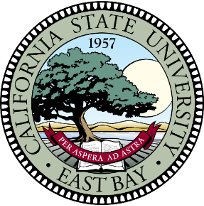 CALIFORNIA STATE UNIVERSITY
1957
PER ASPERA AD ASTRA
· EAST BAY ·